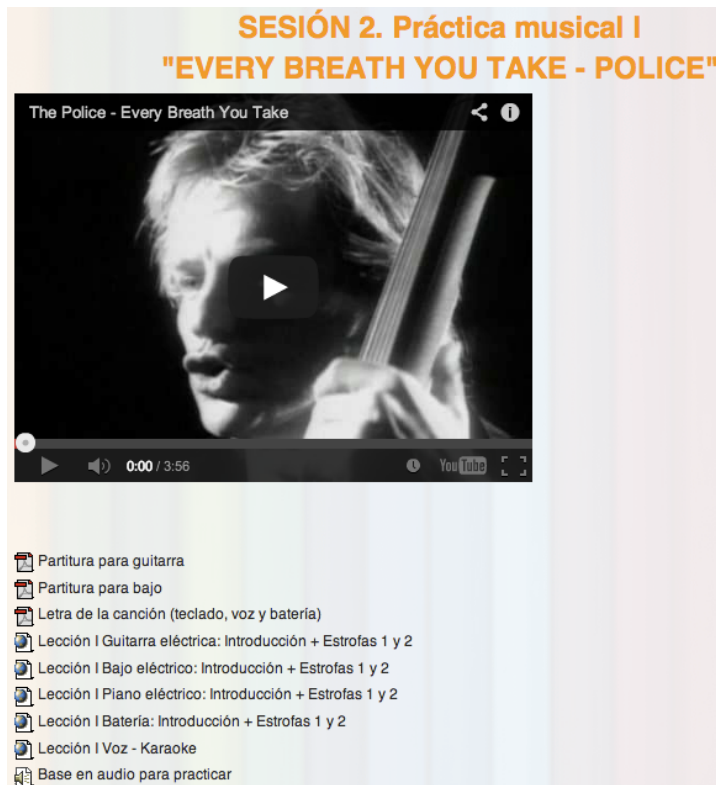 SESIÓN 2. Práctica musical I
"EVERY BREATH YOU TAKE - POLICE"
The Police - Every Breath You Take
0:00 / 3:56
YouTube
Partitura para guitarra
Partitura para bajo
Letra de la canción (teclado, voz y batería)
Lección I Guitarra eléctrica: Introducción + Estrofas 1 y 2
Lección I Bajo eléctrico: Introducción + Estrofas 1 y 2
Lección I Piano eléctrico: Introducción + Estrofas 1 y 2
Lección I Batería: Introducción + Estrofas 1 y 2
Lección I Voz - Karaoke
Base en audio para practicar